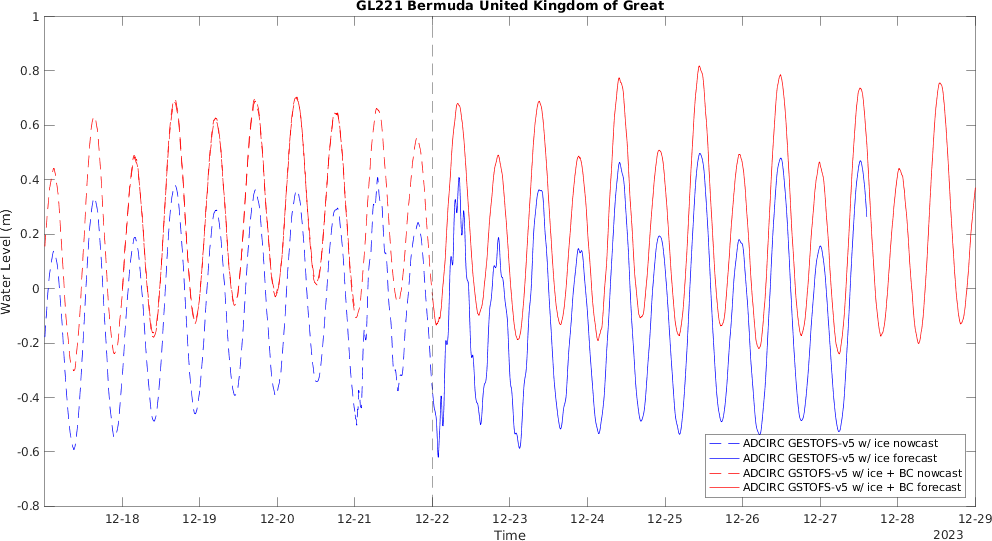 GL221 Bermuda United Kingdom of Great
1
0.8
0.6
0.4
0.2
0
-0.2
-0.4
-0.6
-0.8
Water Level (m)
12-18 12-19 12-20 12-21 12-22 12-23 12-24 12-25 12-26 12-27 12-28 12-29
Time
2023
ADCIRC GESTOFS-v5 w/ ice nowcast
ADCIRC GESTOFS-v5 w/ ice forecast
ADCIRC GSTOFS-v5 w/ ice + BC nowcast
ADCIRC GSTOFS-v5 w/ ice + BC forecast